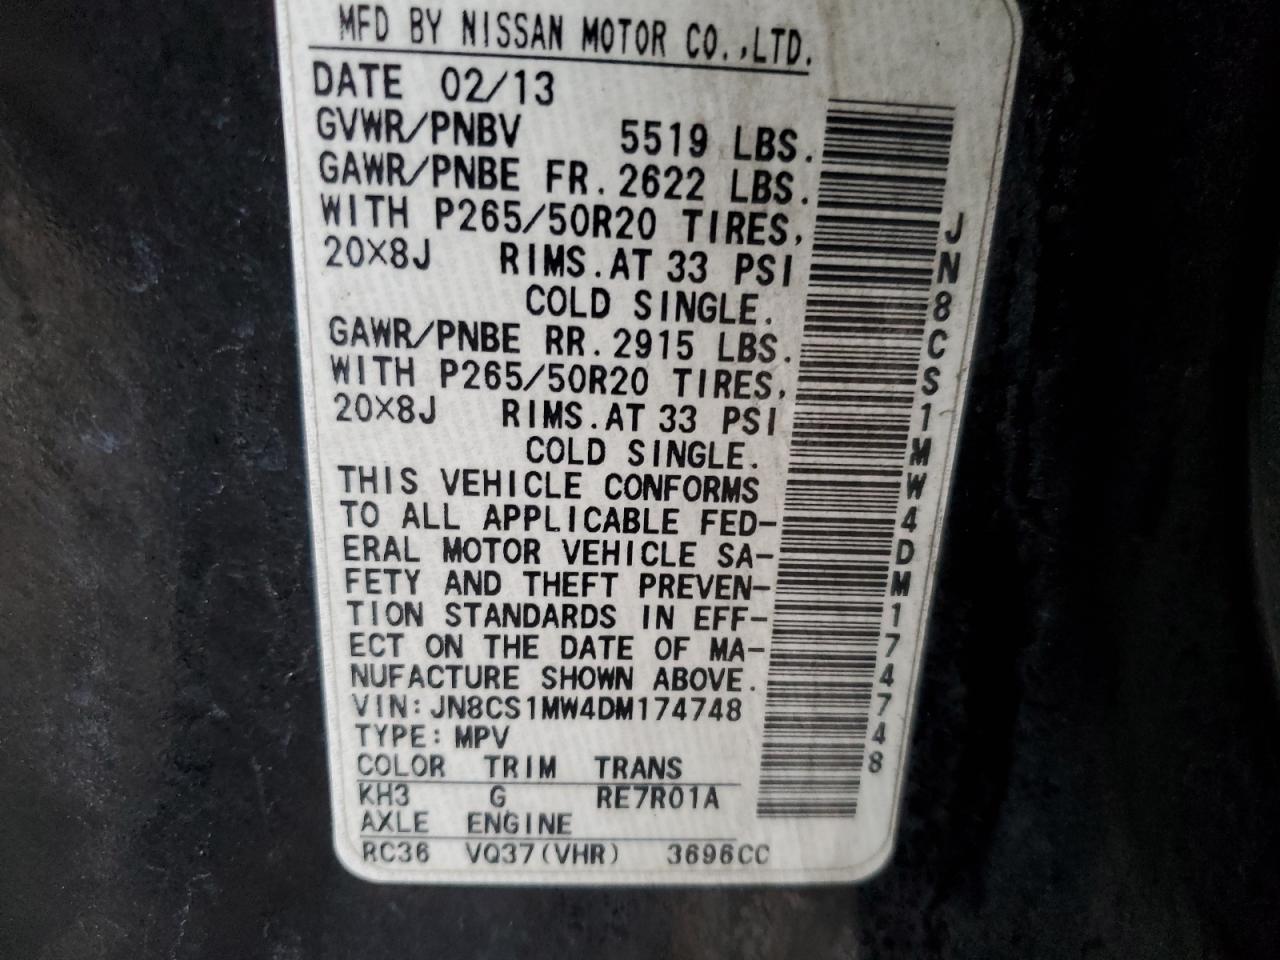 MFD BY NISSAN MOTOR CO.,LTD.
DATE 02/13
GVWR/PNBV 5519 LBS.
GAWR/PNBE FR. 2622 LBS.
WITH P265/50R20 TIRES,
20X8J RIMS. AT 33 PSI
COLD SINGLE.
GAWR/PNBE RR. 2915 LBS.
WITH P265/50R20 TIRES,
20X8J RIMS. AT 33 PSI
COLD SINGLE.
THIS VEHICLE CONFORMS
TO ALL APPLICABLE FED-
ERAL MOTOR VEHICLE SA-
FETY AND THEFT PREVEN-
TION STANDARDS IN EFF-
ECT ON THE DATE OF MA-
NUFACTURE SHOWN ABOVE.
VIN: JN8CS1MW4DM174748
TYPE: MPV
COLOR TRIM TRANS
KH3 G RE7R01A
AXLE ENGINE
RC36 VQ37(VHR) 3696CC
JN8CS1MW4DM174748